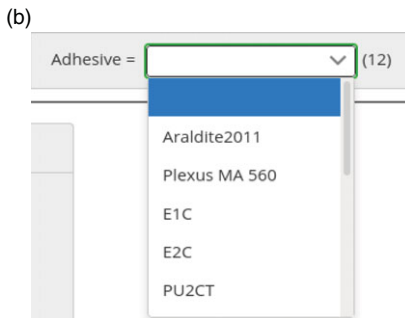 (b)
Adhesive = (12)
Araldite2011
Plexus MA 560
E1C
E2C
PU2CT